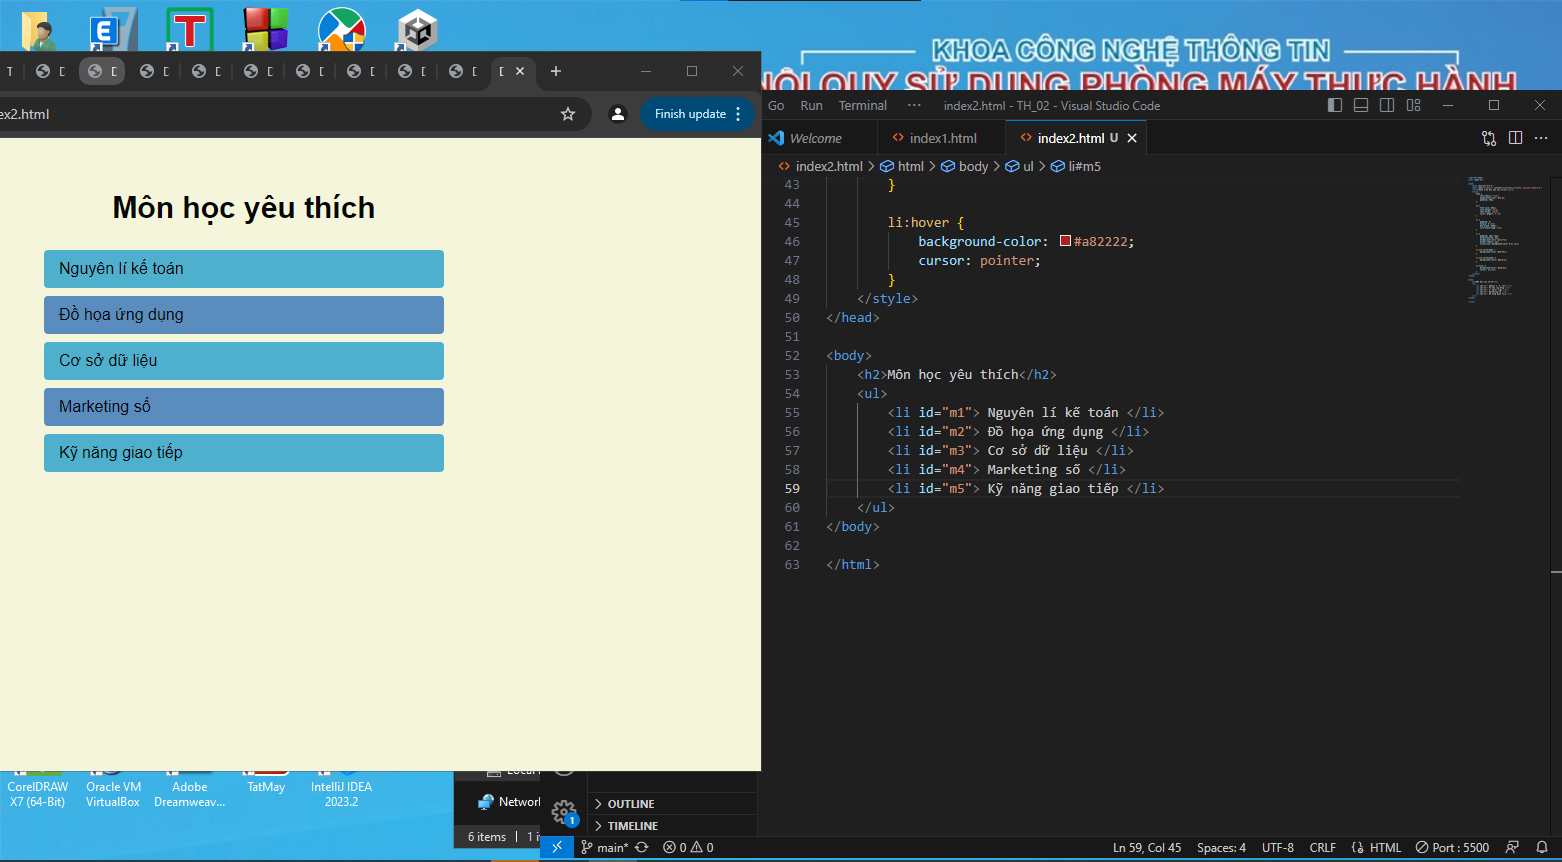 KHOA CÔNG NGHỆ THÔNG TIN
NỘI QUY SỬ DỤNG PHÒNG MÁY THỰC HÀNH
ex2.html
Finish update
Môn học yêu thích
Nguyên lí kế toán
Đồ họa ứng dụng
Cơ sở dữ liệu
Marketing số
Kỹ năng giao tiếp
CorelDRAW X7 (64-Bit)
Oracle VM VirtualBox
Adobe Dreamweav...
TatMay
IntelliJ IDEA 2023.2
Network
6 items
Go Run Terminal ··· index2.html - TH_02 - Visual Studio Code
Welcome index1.html index2.html U
index2.html > html > body > ul > li#m5
43 }
44
45 li:hover {
46 background-color: #a82222;
47 cursor: pointer;
48 }
49 </style>
50 </head>
51
52 <body>
53 <h2>Môn học yêu thích</h2>
54 <ul>
55 <li id="m1"> Nguyên lí kế toán </li>
56 <li id="m2"> Đồ họa ứng dụng </li>
57 <li id="m3"> Cơ sở dữ liệu </li>
58 <li id="m4"> Marketing số </li>
59 <li id="m5"> Kỹ năng giao tiếp </li>
60 </ul>
61 </body>
62
63 </html>
OUTLINE
TIMELINE
1
main* 0 0 Ln 59, Col 45 Spaces: 4 UTF-8 CRLF HTML Port : 5500